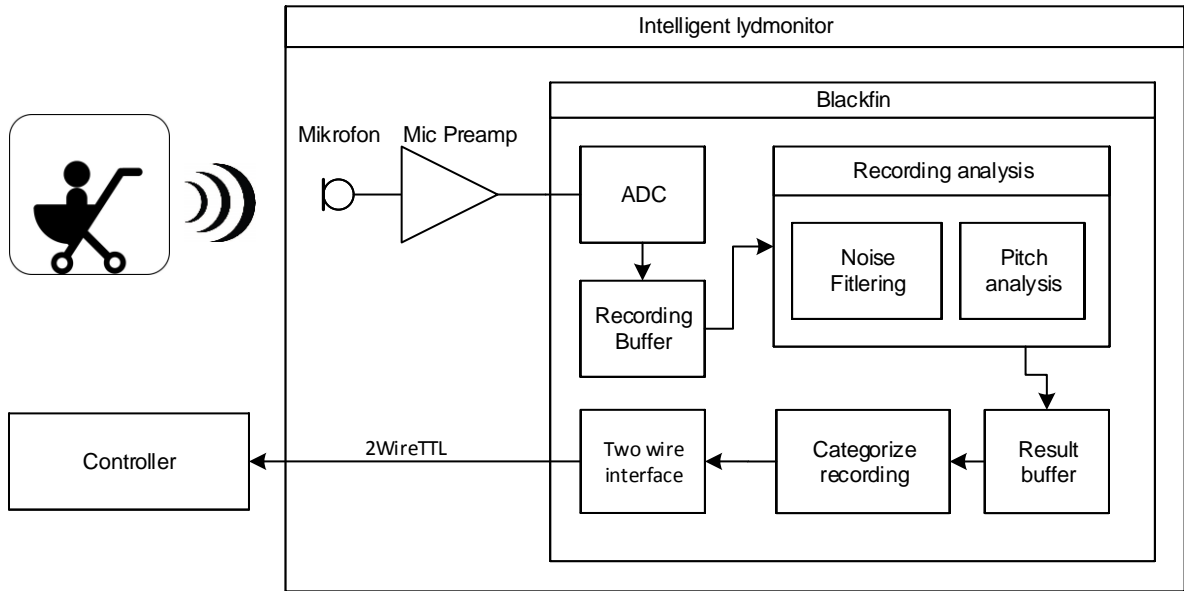 Intelligent lydmonitor
Blackfin
Mikrofon
Mic Preamp
ADC
Recording analysis
Noise
Fitlering
Pitch
analysis
Recording
Buffer
Controller
2WireTTL
Two wire
interface
Categorize
recording
Result
buffer